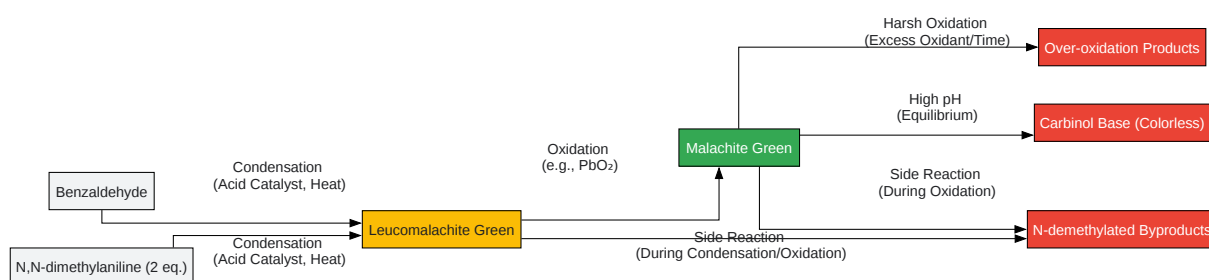 Harsh Oxidation
(Excess Oxidant/Time)
Over-oxidation Products
High pH
(Equilibrium)
Carbinol Base (Colorless)
Oxidation
(e.g., PbO₂)
Malachite Green
Condensation
(Acid Catalyst, Heat)
Side Reaction
(During Oxidation)
Benzaldehyde
Leucomalachite Green
N-demethylated Byproducts
Condensation
(Acid Catalyst, Heat)
Side Reaction
(During Condensation/Oxidation)
N,N-dimethylaniline (2 eq.)